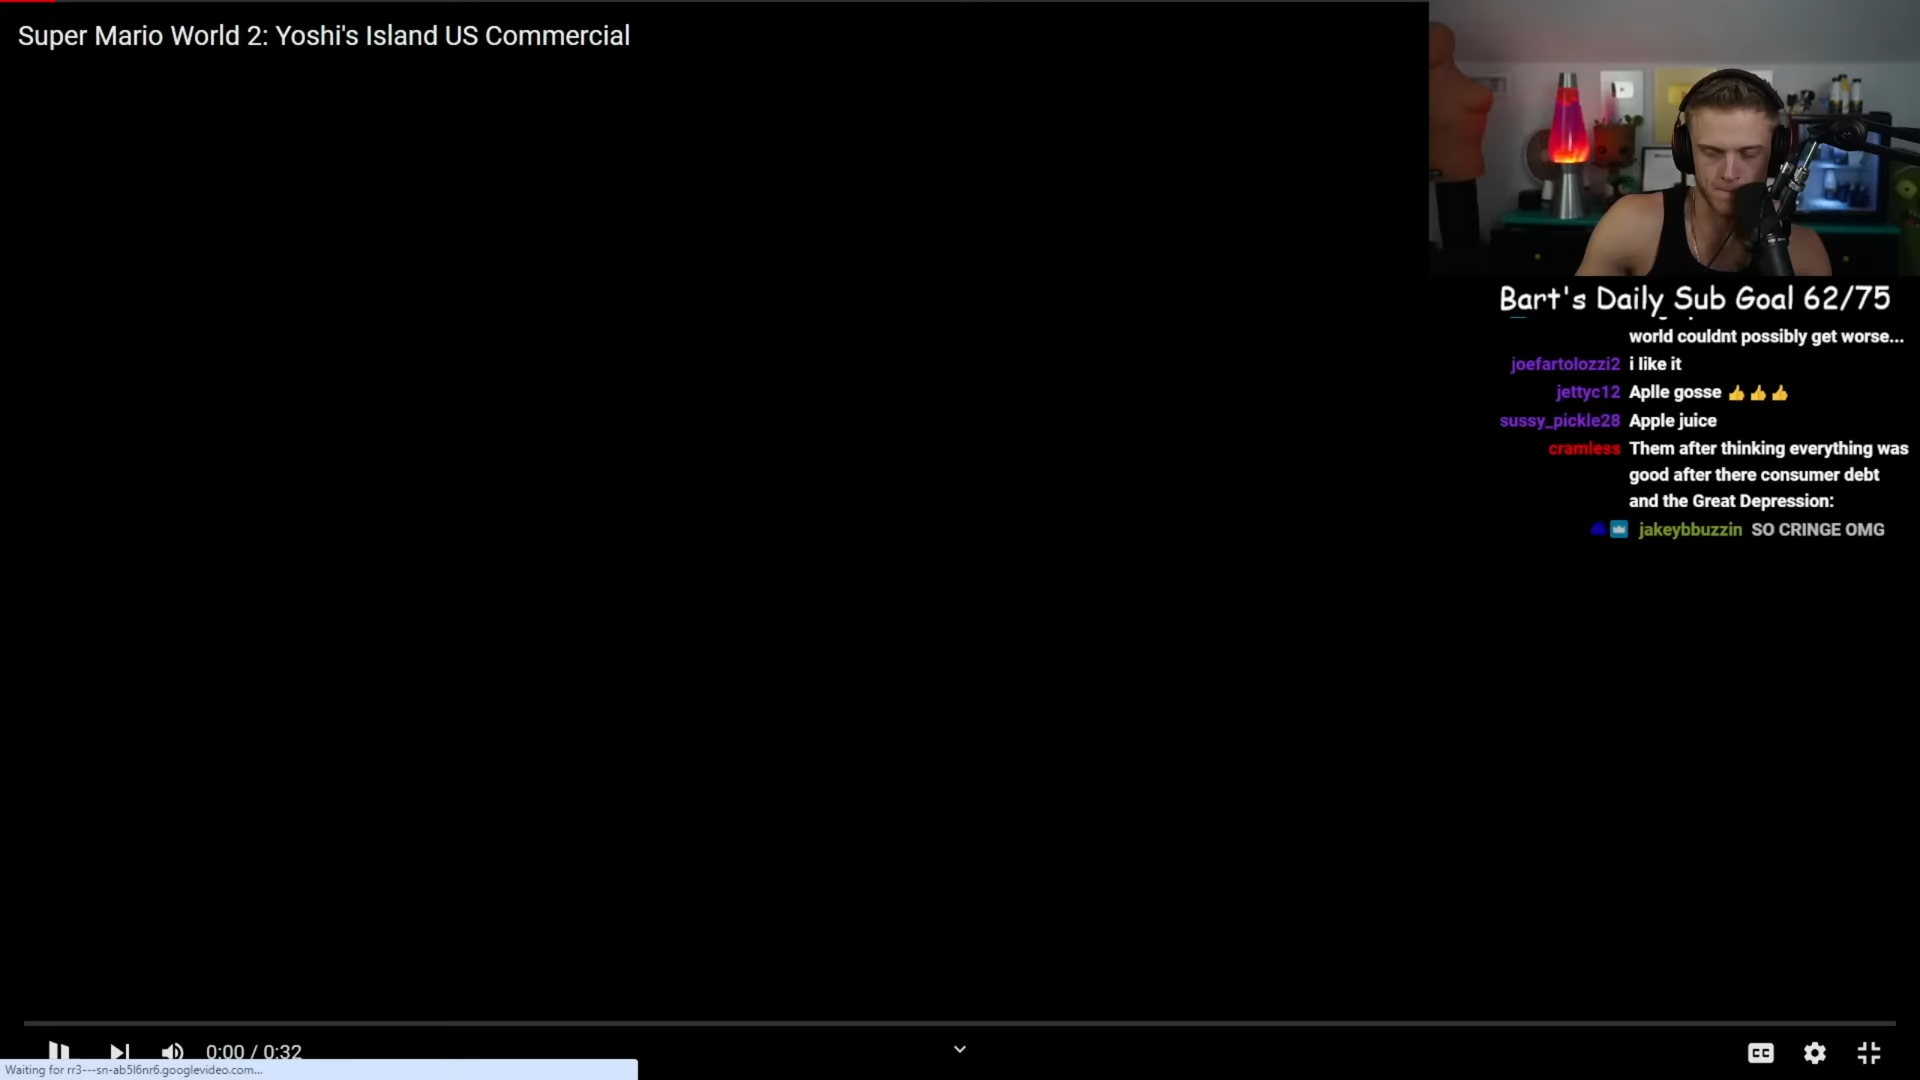 Super Mario World 2: Yoshi's Island US Commercial
Bart's Daily Sub Goal 62/75
world couldnt possibly get worse...
joefartolozzi2 i like it
jettyc12 Aplle gosse 👍👍👍
sussy_pickle28 Apple juice
cramless Them after thinking everything was
good after there consumer debt
and the Great Depression:
jakeybbuzzin SO CRINGE OMG
0:00 / 0:32
CC
Waiting for rr3---sn-ab5l6nr6.googlevideo.com...